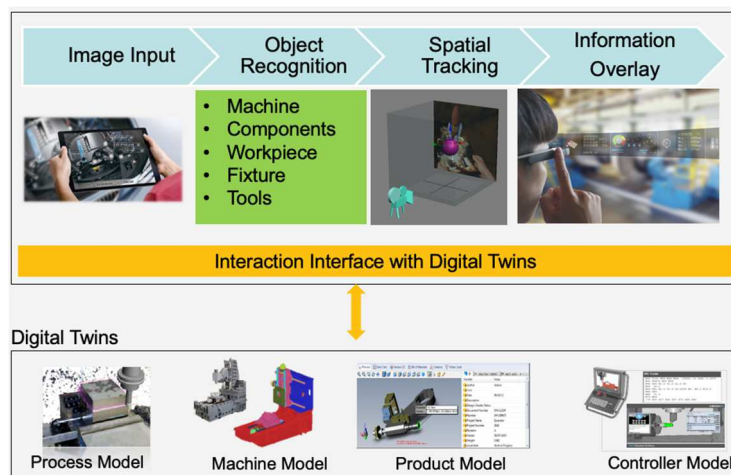 Image Input
Object
Recognition
Spatial
Tracking
Information
Overlay
• Machine
• Components
• Workpiece
• Fixture
• Tools
Interaction Interface with Digital Twins
Digital Twins
Process Model
Machine Model
Product Model
Controller Model